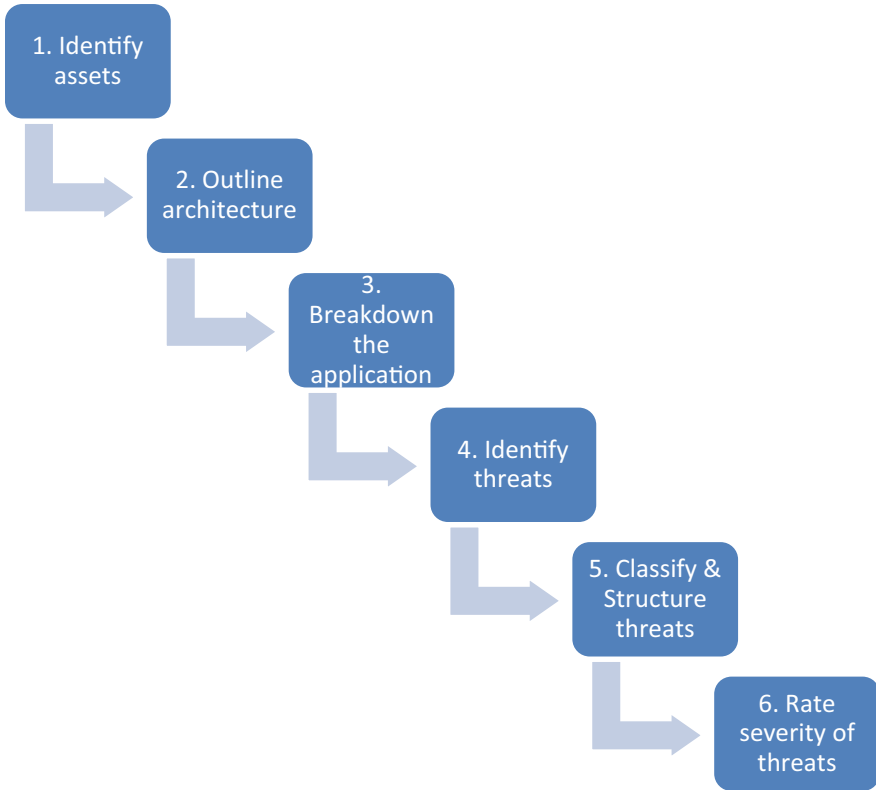 1. Identify
assets
2. Outline
architecture
3.
Breakdown
the
application
4. Identify
threats
5. Classify &
Structure
threats
6. Rate
severity of
threats